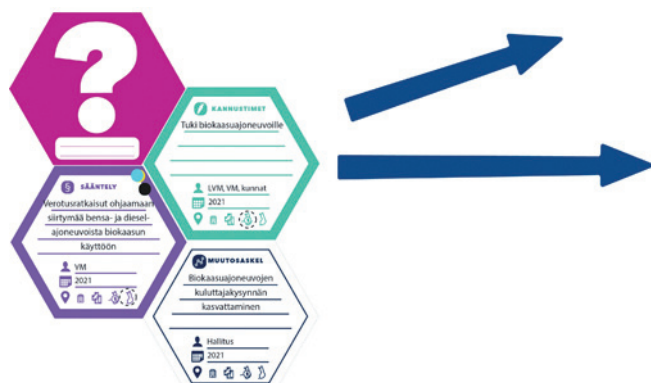 ?
KANNUSTIMET
Tuki biokaasuajoneuvoille
LVM, VM, kunnat
2021
§ SÄÄNTELY
Verotusratkaisut ohjaamaan
siirtymää bensa- ja diesel-
ajoneuvoista biokaasun
käyttöön
VM
2021
MUUTOSASKEL
Biokaasuajoneuvojen
kuluttajakysynnän
kasvattaminen
Hallitus
2021